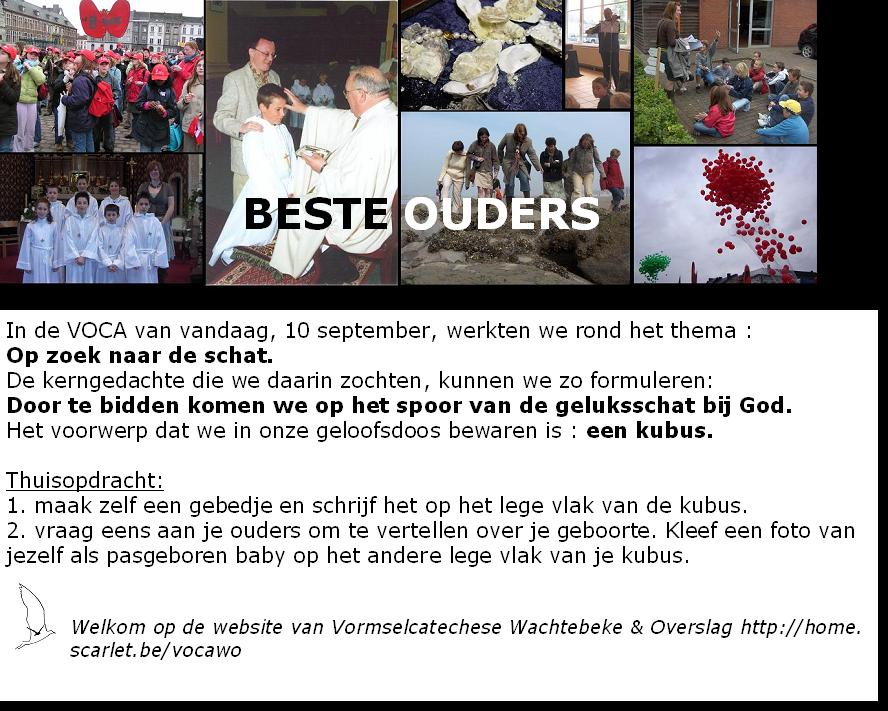 BESTE OUDERS
In de VOCA van vandaag, 10 september, werkten we rond het thema :
Op zoek naar de schat.
De kerngedachte die we daarin zochten, kunnen we zo formuleren:
Door te bidden komen we op het spoor van de geluksschat bij God.
Het voorwerp dat we in onze geloofsdoos bewaren is : een kubus.
Thuisopdracht:
1. maak zelf een gebedje en schrijf het op het lege vlak van de kubus.
2. vraag eens aan je ouders om te vertellen over je geboorte. Kleef een foto van
jezelf als pasgeboren baby op het andere lege vlak van je kubus.
Welkom op de website van Vormselcatechese Wachtebeke & Overslag http://home.
scarlet.be/vocawo